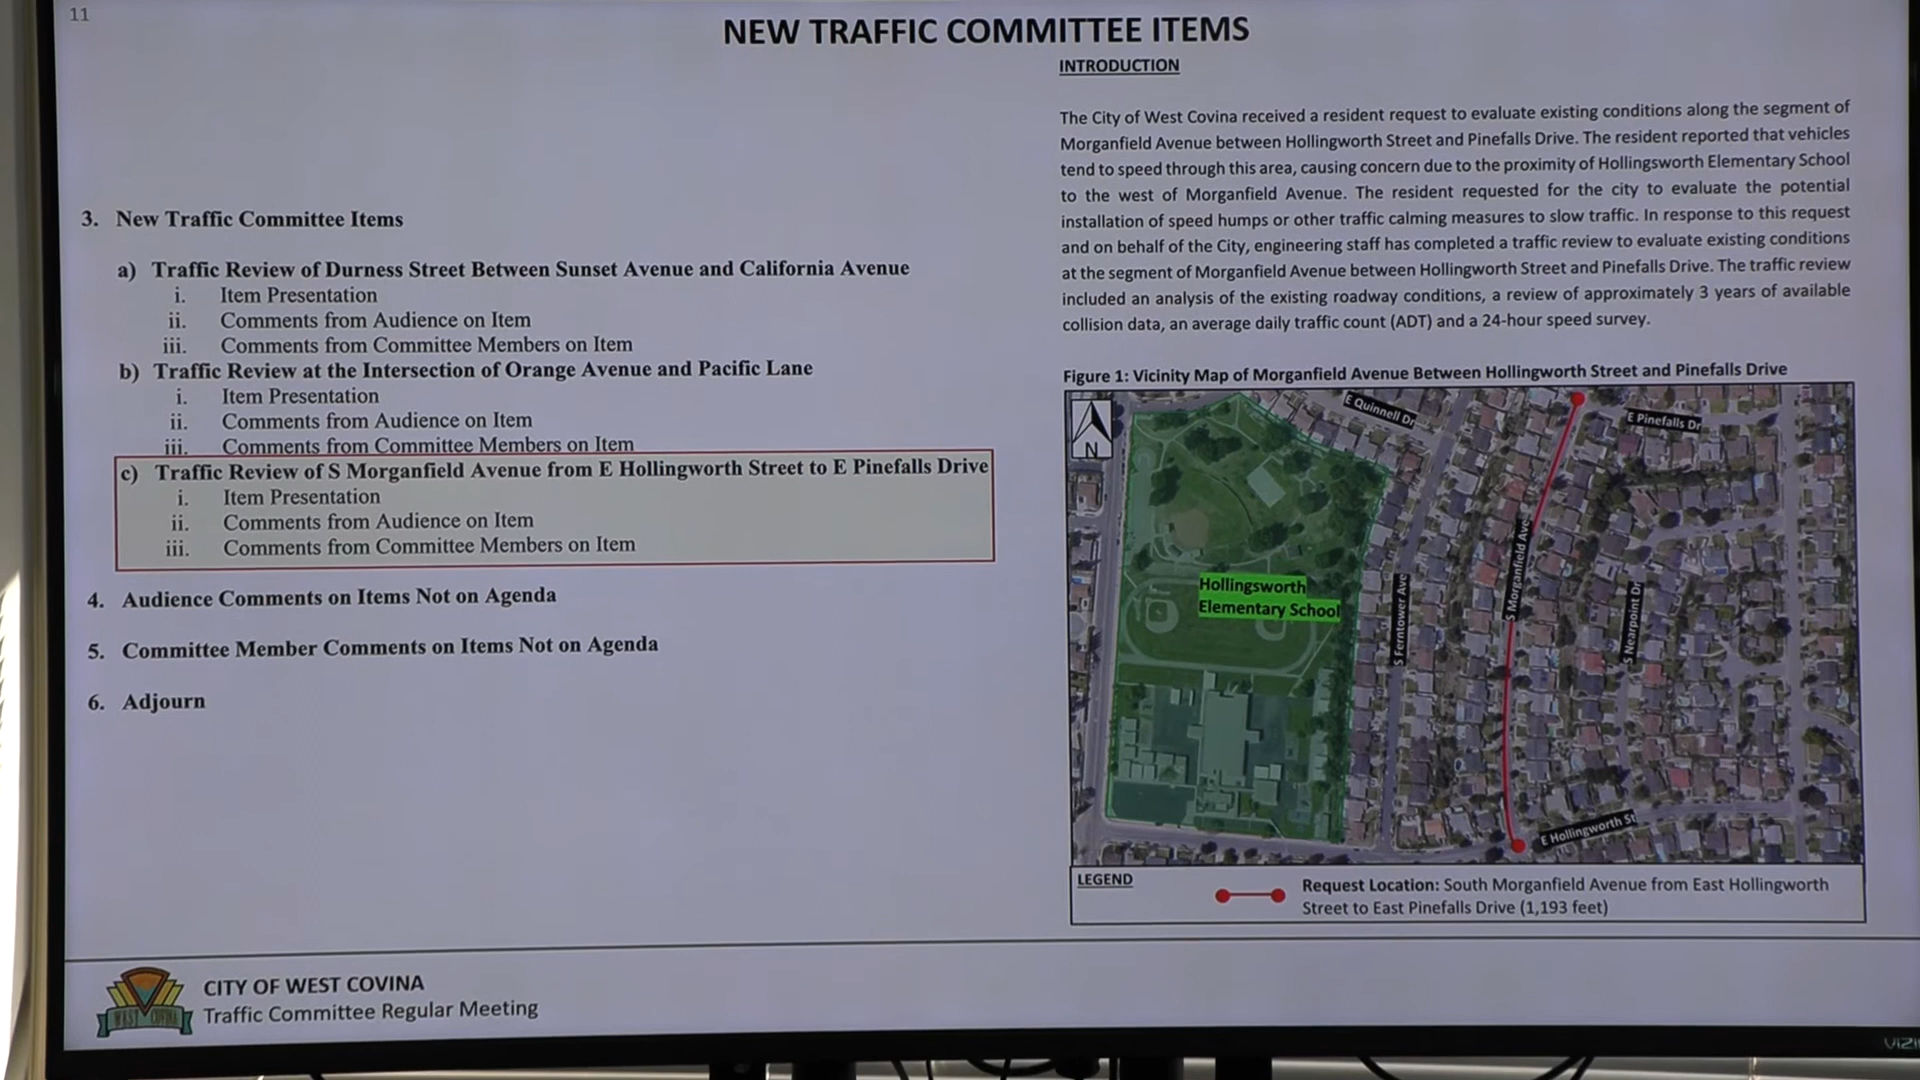 11
NEW TRAFFIC COMMITTEE ITEMS
3. New Traffic Committee Items
a) Traffic Review of Durness Street Between Sunset Avenue and California Avenue
i. Item Presentation
ii. Comments from Audience on Item
iii. Comments from Committee Members on Item
b) Traffic Review at the Intersection of Orange Avenue and Pacific Lane
i. Item Presentation
ii. Comments from Audience on Item
iii. Comments from Committee Members on Item
c) Traffic Review of S Morganfield Avenue from E Hollingworth Street to E Pinefalls Drive
i. Item Presentation
ii. Comments from Audience on Item
iii. Comments from Committee Members on Item
4. Audience Comments on Items Not on Agenda
5. Committee Member Comments on Items Not on Agenda
6. Adjourn
INTRODUCTION
The City of West Covina received a resident request to evaluate existing conditions along the segment of
Morganfield Avenue between Hollingworth Street and Pinefalls Drive. The resident reported that vehicles
tend to speed through this area, causing concern due to the proximity of Hollingsworth Elementary School
to the west of Morganfield Avenue. The resident requested for the city to evaluate the potential
installation of speed humps or other traffic calming measures to slow traffic. In response to this request
and on behalf of the City, engineering staff has completed a traffic review to evaluate existing conditions
at the segment of Morganfield Avenue between Hollingworth Street and Pinefalls Drive. The traffic review
included an analysis of the existing roadway conditions, a review of approximately 3 years of available
collision data, an average daily traffic count (ADT) and a 24-hour speed survey.
Figure 1: Vicinity Map of Morganfield Avenue Between Hollingworth Street and Pinefalls Drive
N
E Quinnell Dr
E Pinefalls Dr
Hollingsworth
Elementary School
S Ferntower Ave
S Morganfield Ave
S Nearpoint Dr
E Hollingworth St
LEGEND
Request Location: South Morganfield Avenue from East Hollingworth
Street to East Pinefalls Drive (1,193 feet)
WEST COVINA
CITY OF WEST COVINA
Traffic Committee Regular Meeting